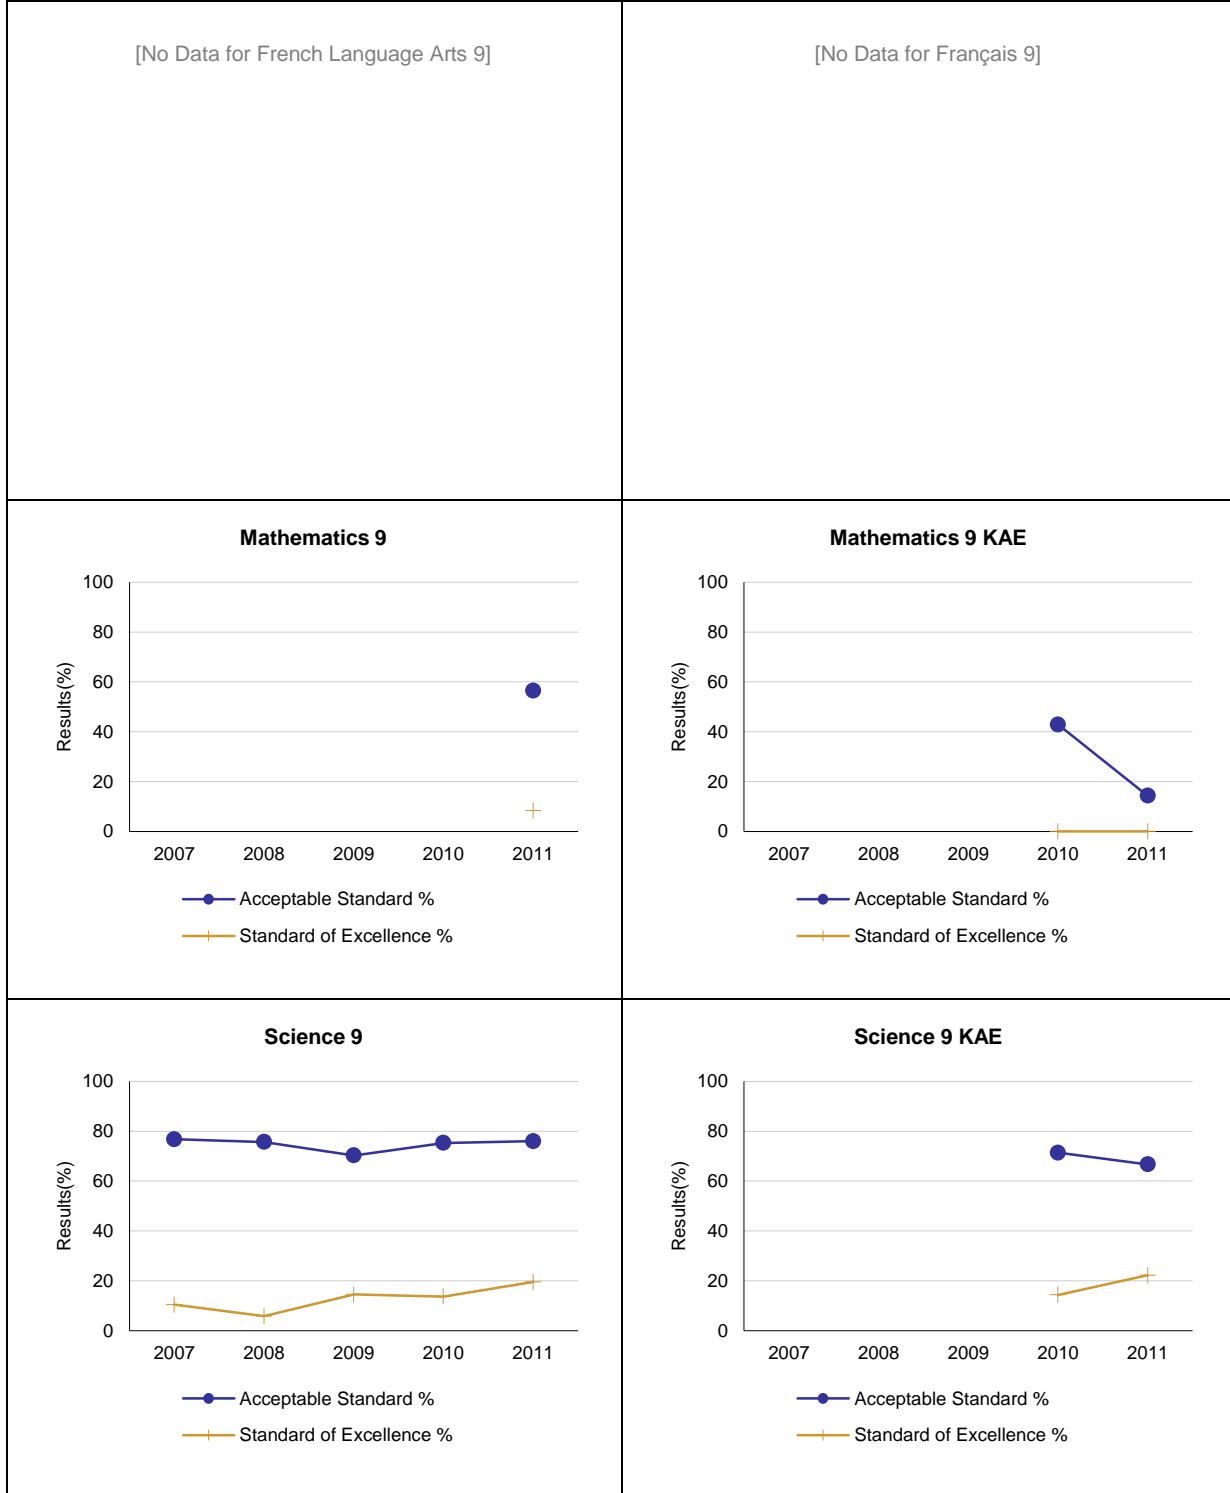 [No Data for French Language Arts 9]
[No Data for Français 9]
Mathematics 9
100
80
60
40
20
0
Results(%)
2007 2008 2009 2010 2011
Acceptable Standard %
Standard of Excellence %
Mathematics 9 KAE
100
80
60
40
20
0
Results(%)
2007 2008 2009 2010 2011
Acceptable Standard %
Standard of Excellence %
Science 9
100
80
60
40
20
0
Results(%)
2007 2008 2009 2010 2011
Acceptable Standard %
Standard of Excellence %
Science 9 KAE
100
80
60
40
20
0
Results(%)
2007 2008 2009 2010 2011
Acceptable Standard %
Standard of Excellence %